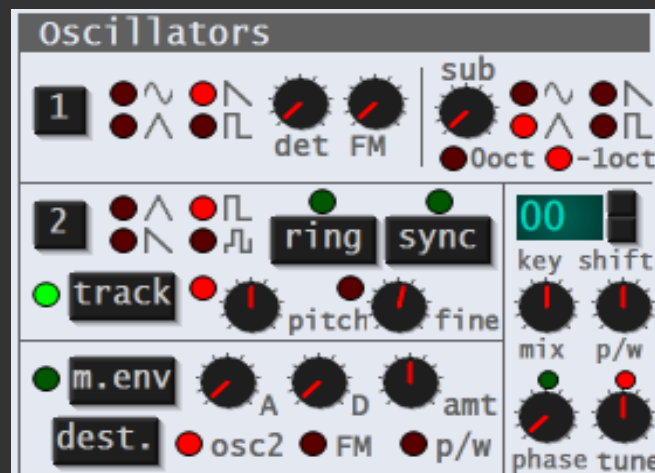 Oscillators
1
det FM
sub
0oct -1oct
2
ring sync
track
pitch fine
00
key shift
mix p/w
m.env
A D amt
dest. osc2 FM p/w
phase tune